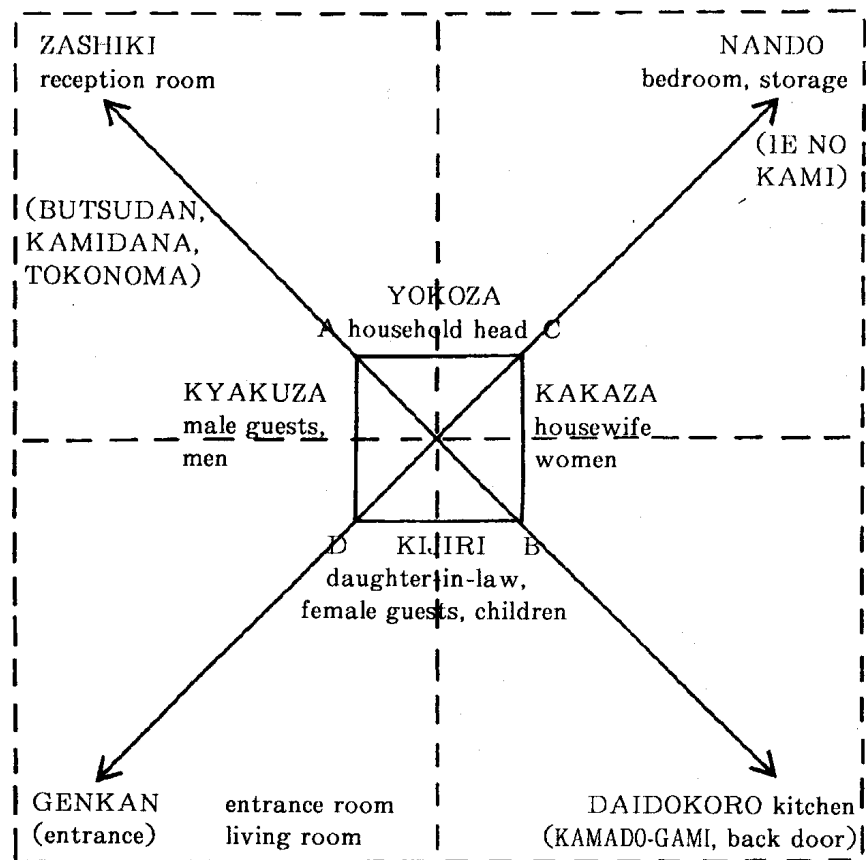 ZASHIKI
reception room
NANDO
bedroom, storage
(IE NO
KAMI)
(BUTSUDAN,
KAMIDANA,
TOKONOMA)
YOKOZA
A household head C
KYAKUZA
male guests,
men
KAKAZA
housewife
women
D KIJIRI B
daughter-in-law,
female guests, children
GENKAN
(entrance)
entrance room
living room
DAIDOKORO kitchen
(KAMADO-GAMI, back door)